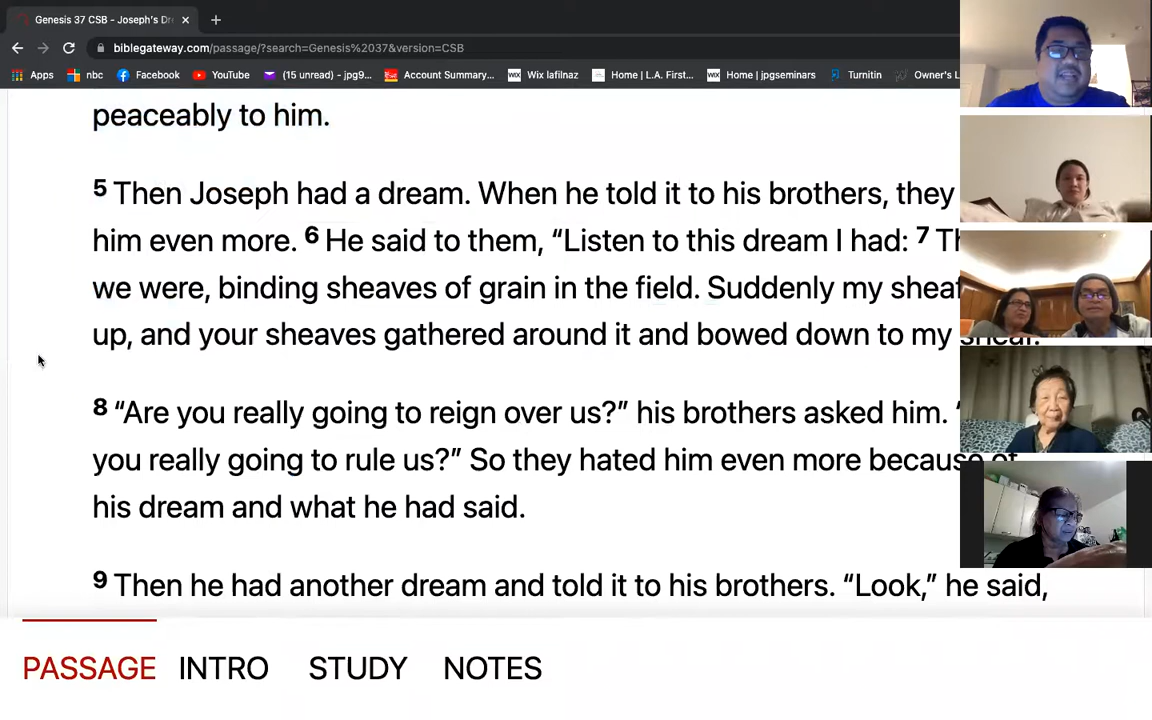 Genesis 37 CSB - Joseph's Dr
biblegateway.com/passage/?search=Genesis%2037&version=CSB
Apps nbc Facebook YouTube (15 unread) - jpg9... Account Summary... Wix lafilnaz Home | L.A. First... Home | jpgseminars Turnitin Owner's L
peaceably to him.
5 Then Joseph had a dream. When he told it to his brothers, they
him even more. 6 He said to them, “Listen to this dream I had: 7
we were, binding sheaves of grain in the field. Suddenly my sheaf
up, and your sheaves gathered around it and bowed down to my sheaf.”
8 “Are you really going to reign over us?” his brothers asked him.
you really going to rule us?” So they hated him even more because of
his dream and what he had said.
9 Then he had another dream and told it to his brothers. “Look,” he said,
PASSAGE INTRO STUDY NOTES